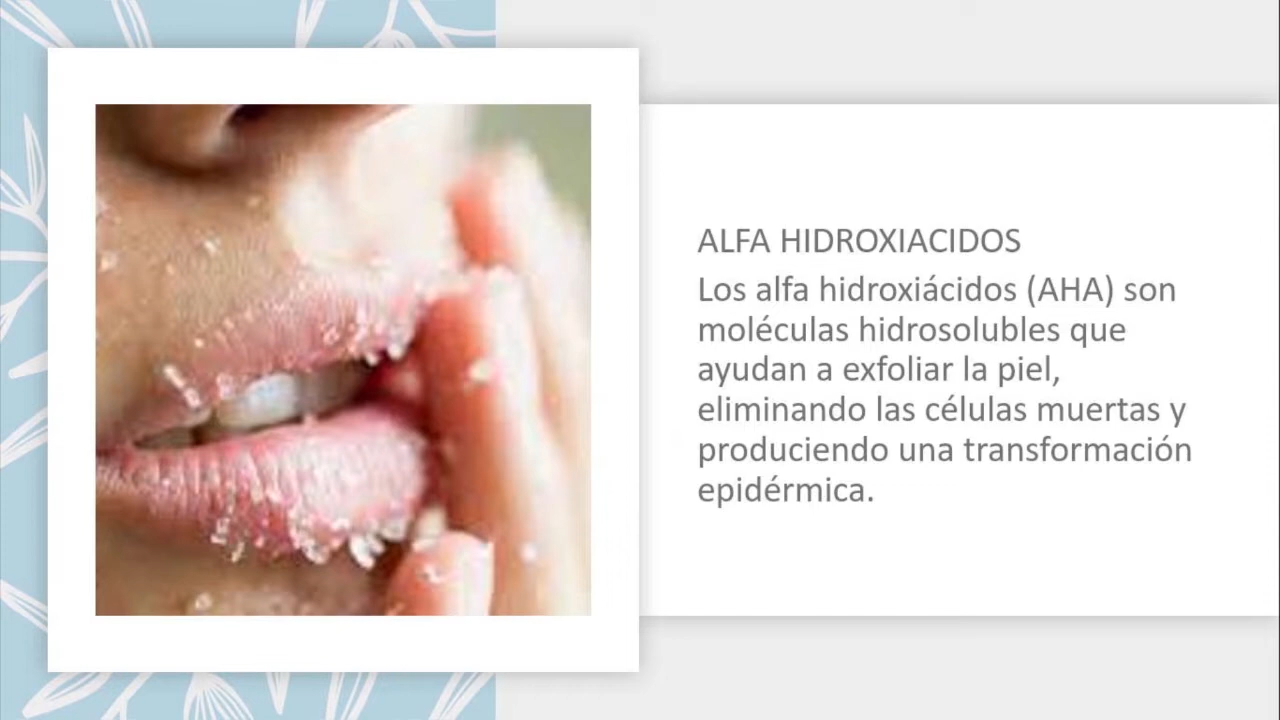 ALFA HIDROXIACIDOS
Los alfa hidroxiácidos (AHA) son
moléculas hidrosolubles que
ayudan a exfoliar la piel,
eliminando las células muertas y
produciendo una transformación
epidérmica.